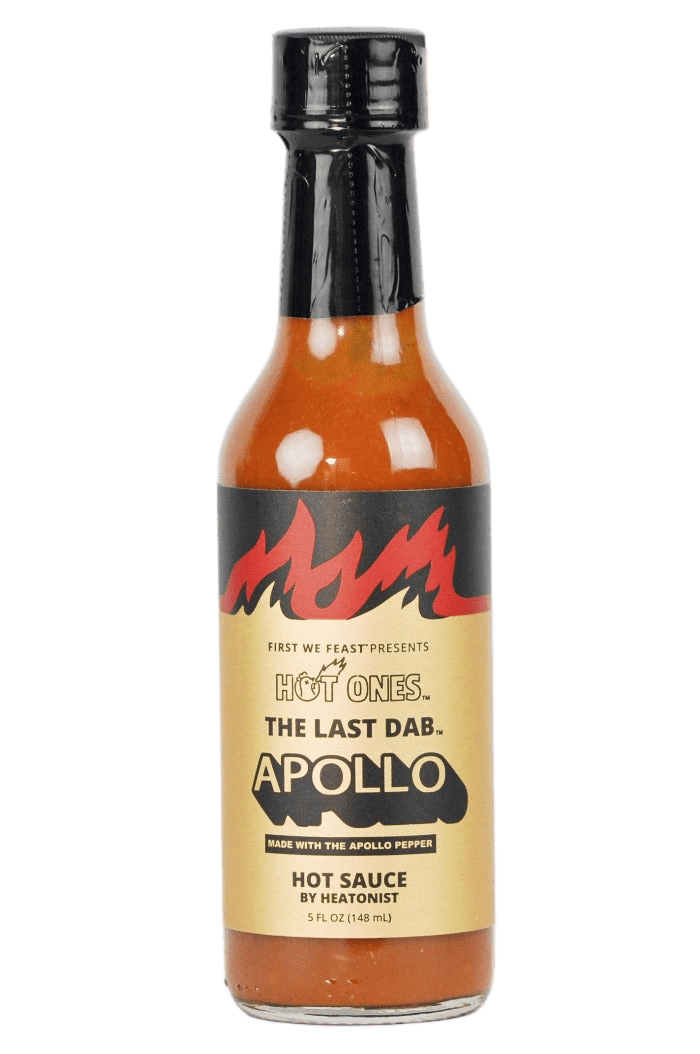 FIRST WE FEAST™ PRESENTS
HOT ONES™
THE LAST DAB™
APOLLO
MADE WITH THE APOLLO PEPPER
HOT SAUCE
BY HEATONIST
5 FL OZ (148 mL)